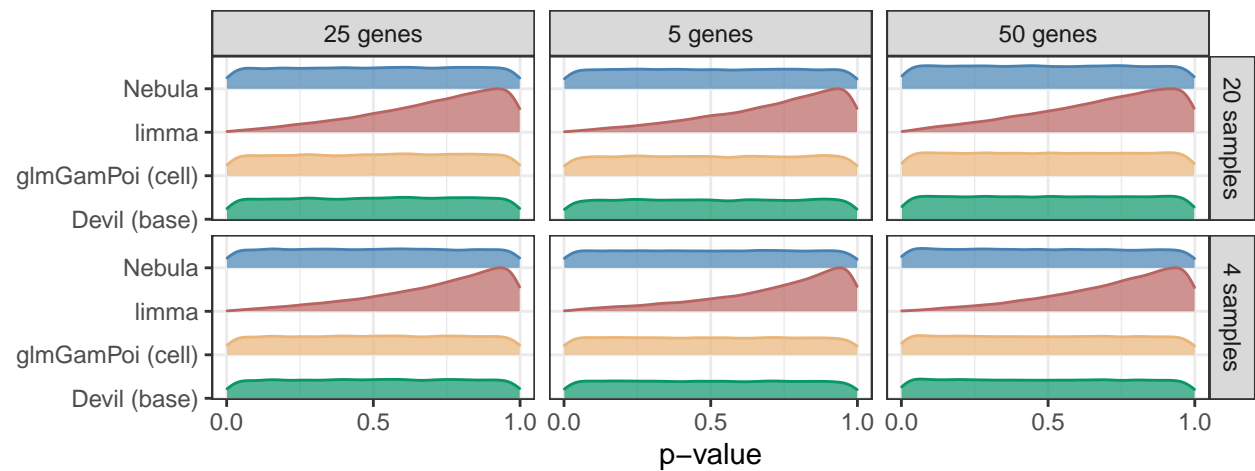 25 genes
5 genes
50 genes
Nebula
limma
glmGamPoi (cell)
Devil (base)
20 samples
Nebula
limma
glmGamPoi (cell)
Devil (base)
4 samples
0.0 0.5 1.0 0.0 0.5 1.0 0.0 0.5 1.0
p−value